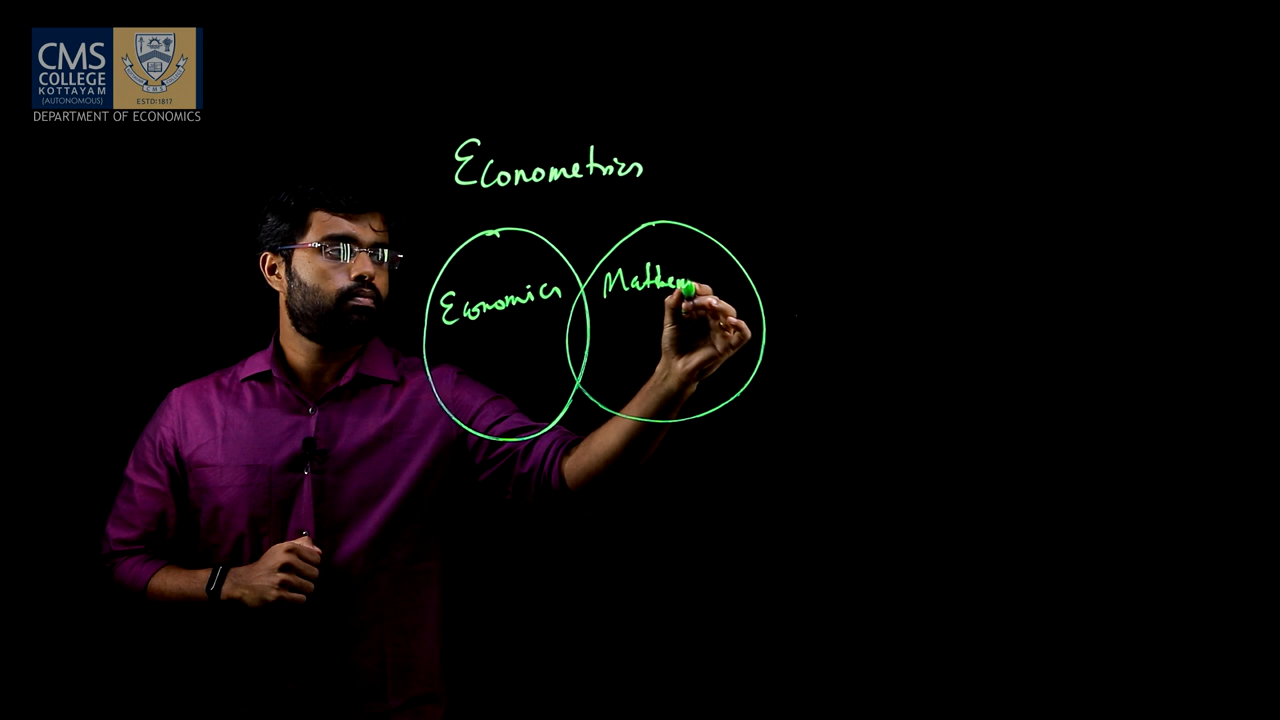 CMS
COLLEGE
KOTTAYAM
(AUTONOMOUS)
ESTD 1817
DEPARTMENT OF ECONOMICS
Econometrics
Economics
Mathem